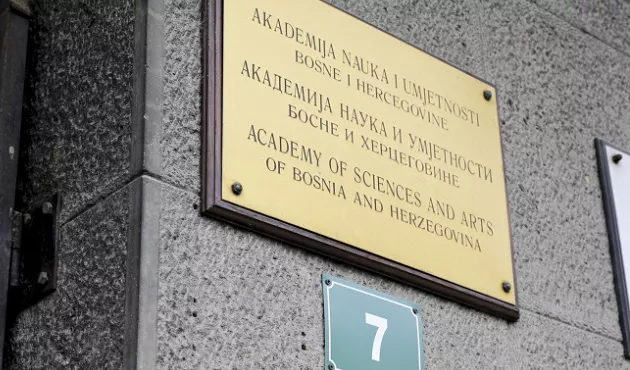 AKADEMIJA NAUKA I UMJETNOSTI
BOSNE I HERCEGOVINE
АКАДЕМИЈА НАУКА И УМЈЕТНОСТИ
БОСНЕ И ХЕРЦЕГОВИНЕ
ACADEMY OF SCIENCES AND ARTS
OF BOSNIA AND HERZEGOVINA
7